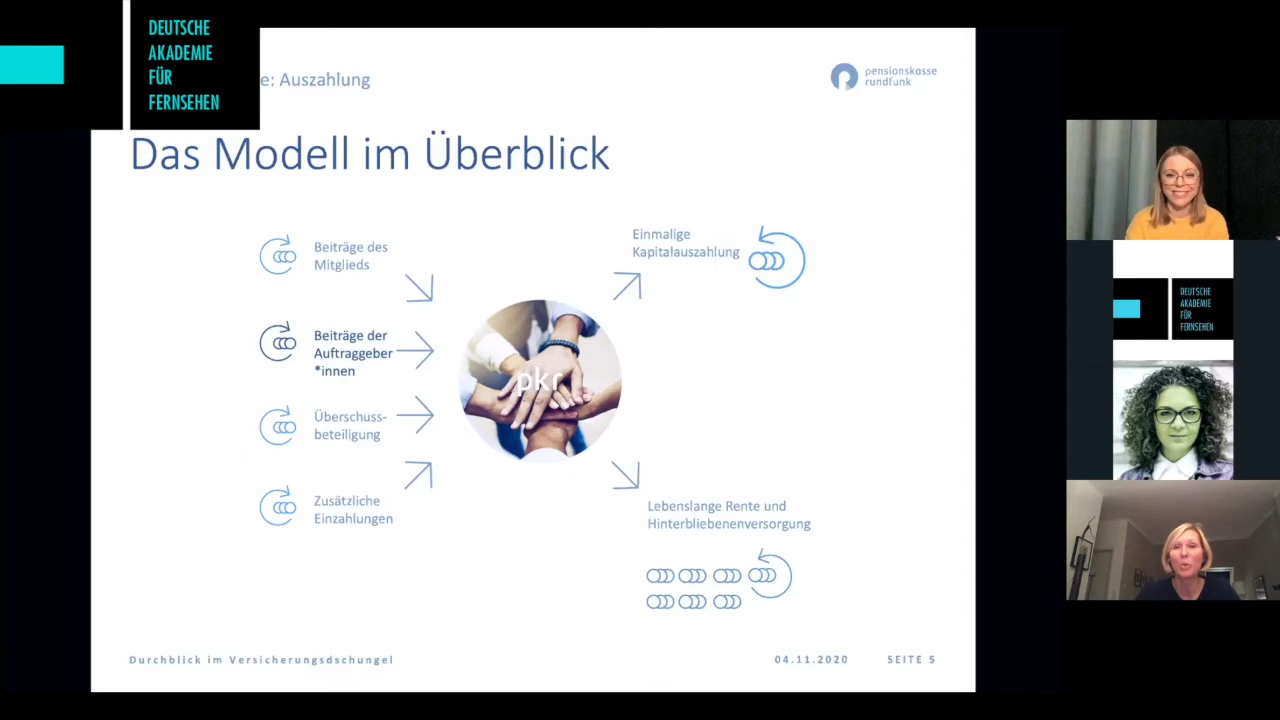 DEUTSCHE
AKADEMIE
FÜR
FERNSEHEN
e: Auszahlung
pensionskasse
rundfunk
Das Modell im Überblick
Beiträge des
Mitglieds
Beiträge der
Auftraggeber
*innen
Überschuss-
beteiligung
Zusätzliche
Einzahlungen
pkr
Einmalige
Kapitalauszahlung
Lebenslange Rente und
Hinterbliebenenversorgung
Durchblick im Versicherungsdschungel
04.11.2020
SEITE 5
DEUTSCHE
AKADEMIE
FÜR
FERNSEHEN